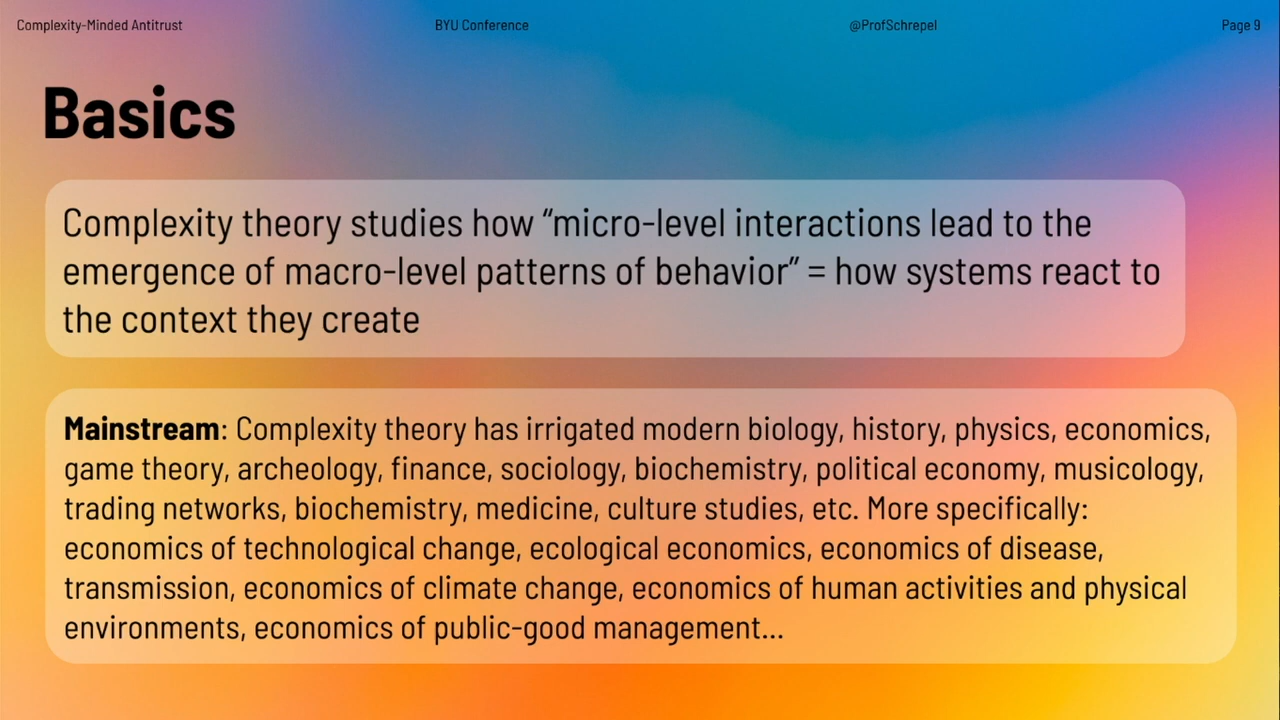 Complexity-Minded Antitrust
BYU Conference
@ProfSchrepel
Page 9
Basics
Complexity theory studies how “micro-level interactions lead to the
emergence of macro-level patterns of behavior” = how systems react to
the context they create
Mainstream: Complexity theory has irrigated modern biology, history, physics, economics,
game theory, archeology, finance, sociology, biochemistry, political economy, musicology,
trading networks, biochemistry, medicine, culture studies, etc. More specifically:
economics of technological change, ecological economics, economics of disease,
transmission, economics of climate change, economics of human activities and physical
environments, economics of public-good management...